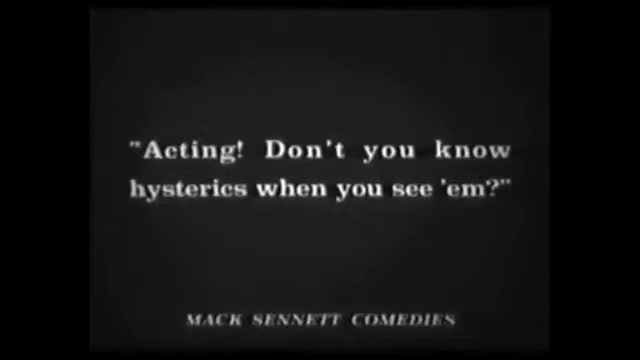 "Acting! Don't you know
hysterics when you see 'em?"
MACK SENNETT COMEDIES